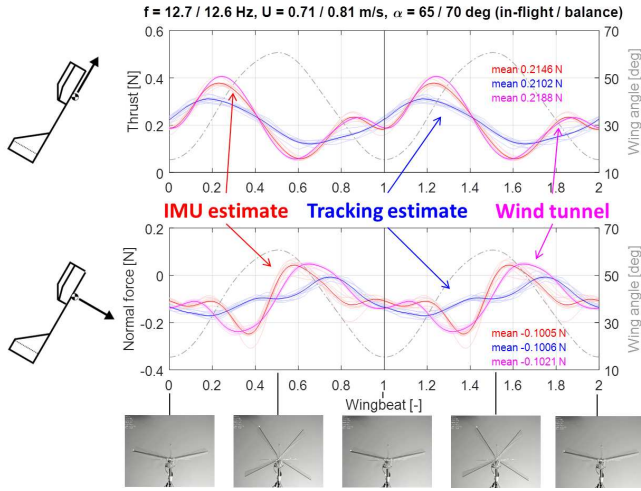 f = 12.7 / 12.6 Hz, U = 0.71 / 0.81 m/s, α = 65 / 70 deg (in-flight / balance)
Thrust [N]
0.6
0.4
0.2
0
mean 0.2146 N
mean 0.2102 N
mean 0.2188 N
70
50
30
10
Wing angle [deg]
0 0.2 0.4 0.6 0.8 1 1.2 1.4 1.6 1.8 2
IMU estimate Tracking estimate Wind tunnel
Normal force [N]
0.2
0
-0.2
-0.4
mean -0.1005 N
mean -0.1006 N
mean -0.1021 N
70
50
30
10
Wing angle [deg]
0 0.2 0.4 0.6 0.8 1 1.2 1.4 1.6 1.8 2
Wingbeat [-]